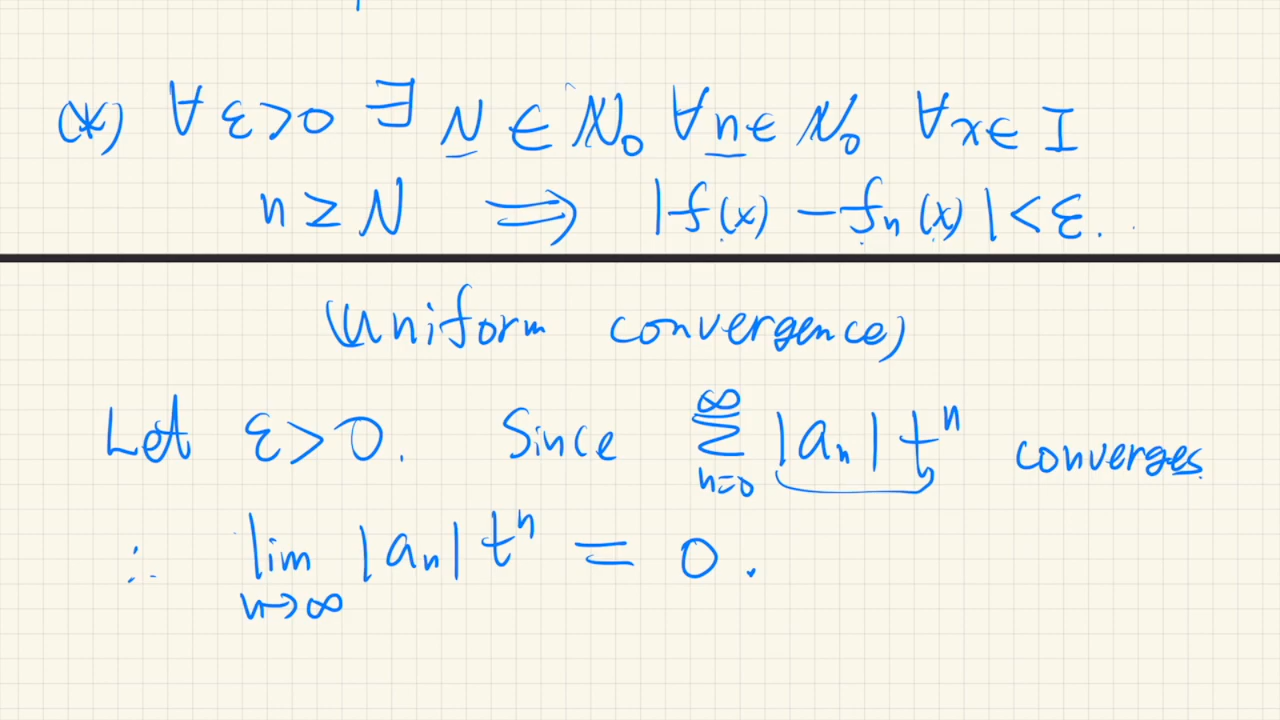 (*) ∀ ε>0 ∃ N ∈ ℕ₀ ∀n∈ ℕ₀ ∀x∈ I
n ≥ N ⟹ |f(x) − fₙ(x)| < ε.
(Uniform convergence)
Let ε>0. Since ∑_{n=0}^{∞} |aₙ| tⁿ converges
∴ lim_{n→∞} |aₙ| tⁿ = 0.